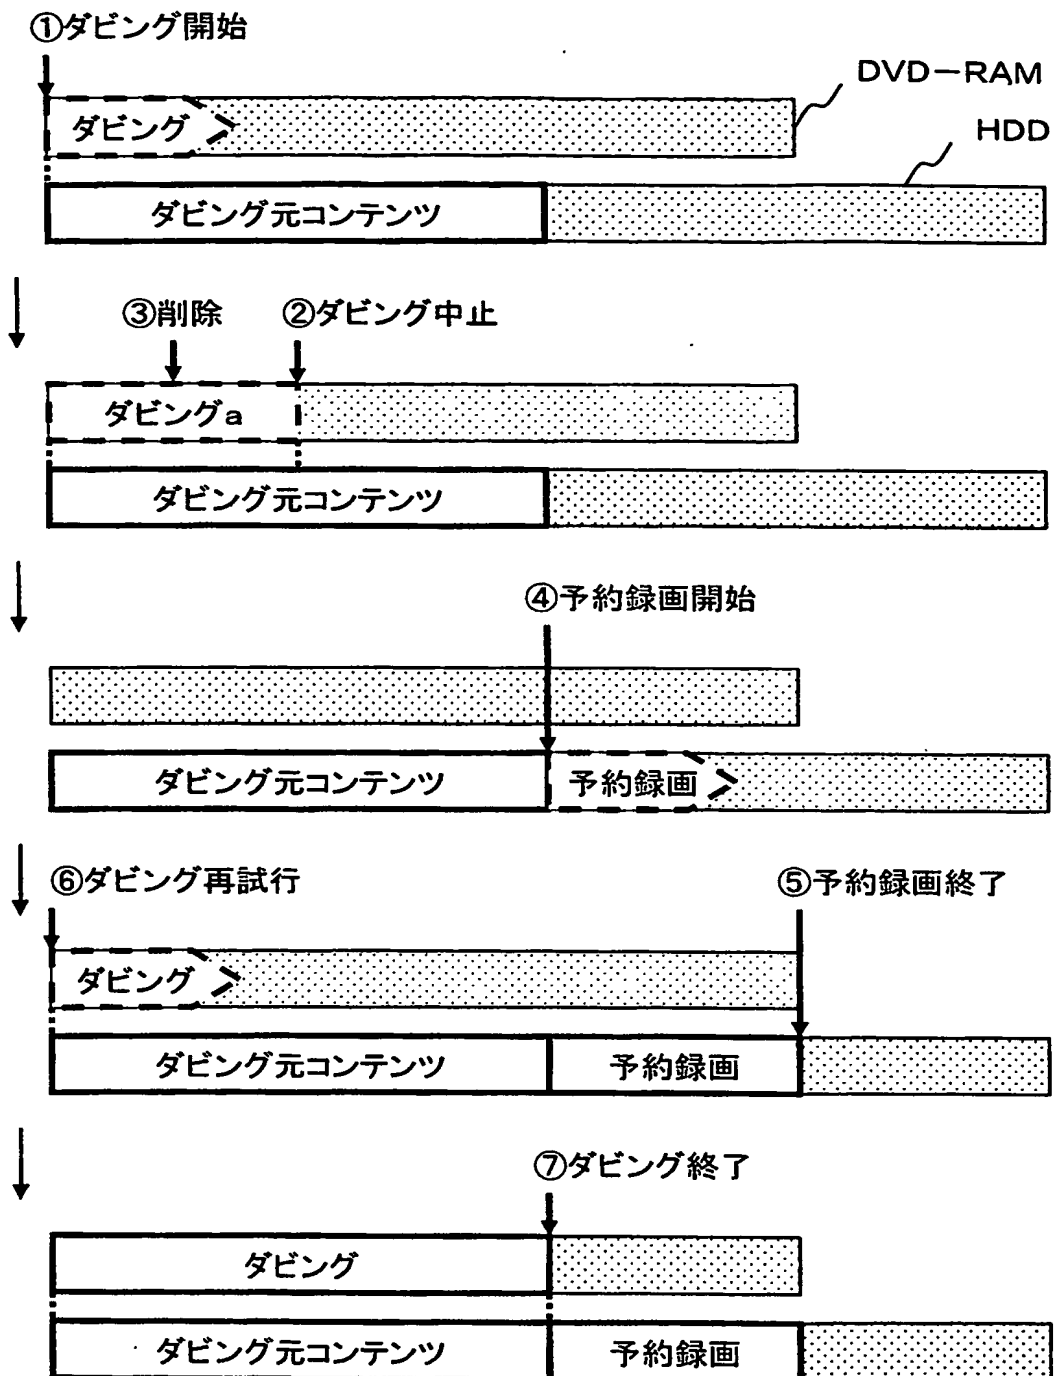 ①ダビング開始
DVD－RAM
ダビング
HDD
ダビング元コンテンツ
③削除
②ダビング中止
ダビングa
ダビング元コンテンツ
④予約録画開始
ダビング元コンテンツ
予約録画
⑥ダビング再試行
⑤予約録画終了
ダビング
ダビング元コンテンツ
予約録画
⑦ダビング終了
ダビング
ダビング元コンテンツ
予約録画